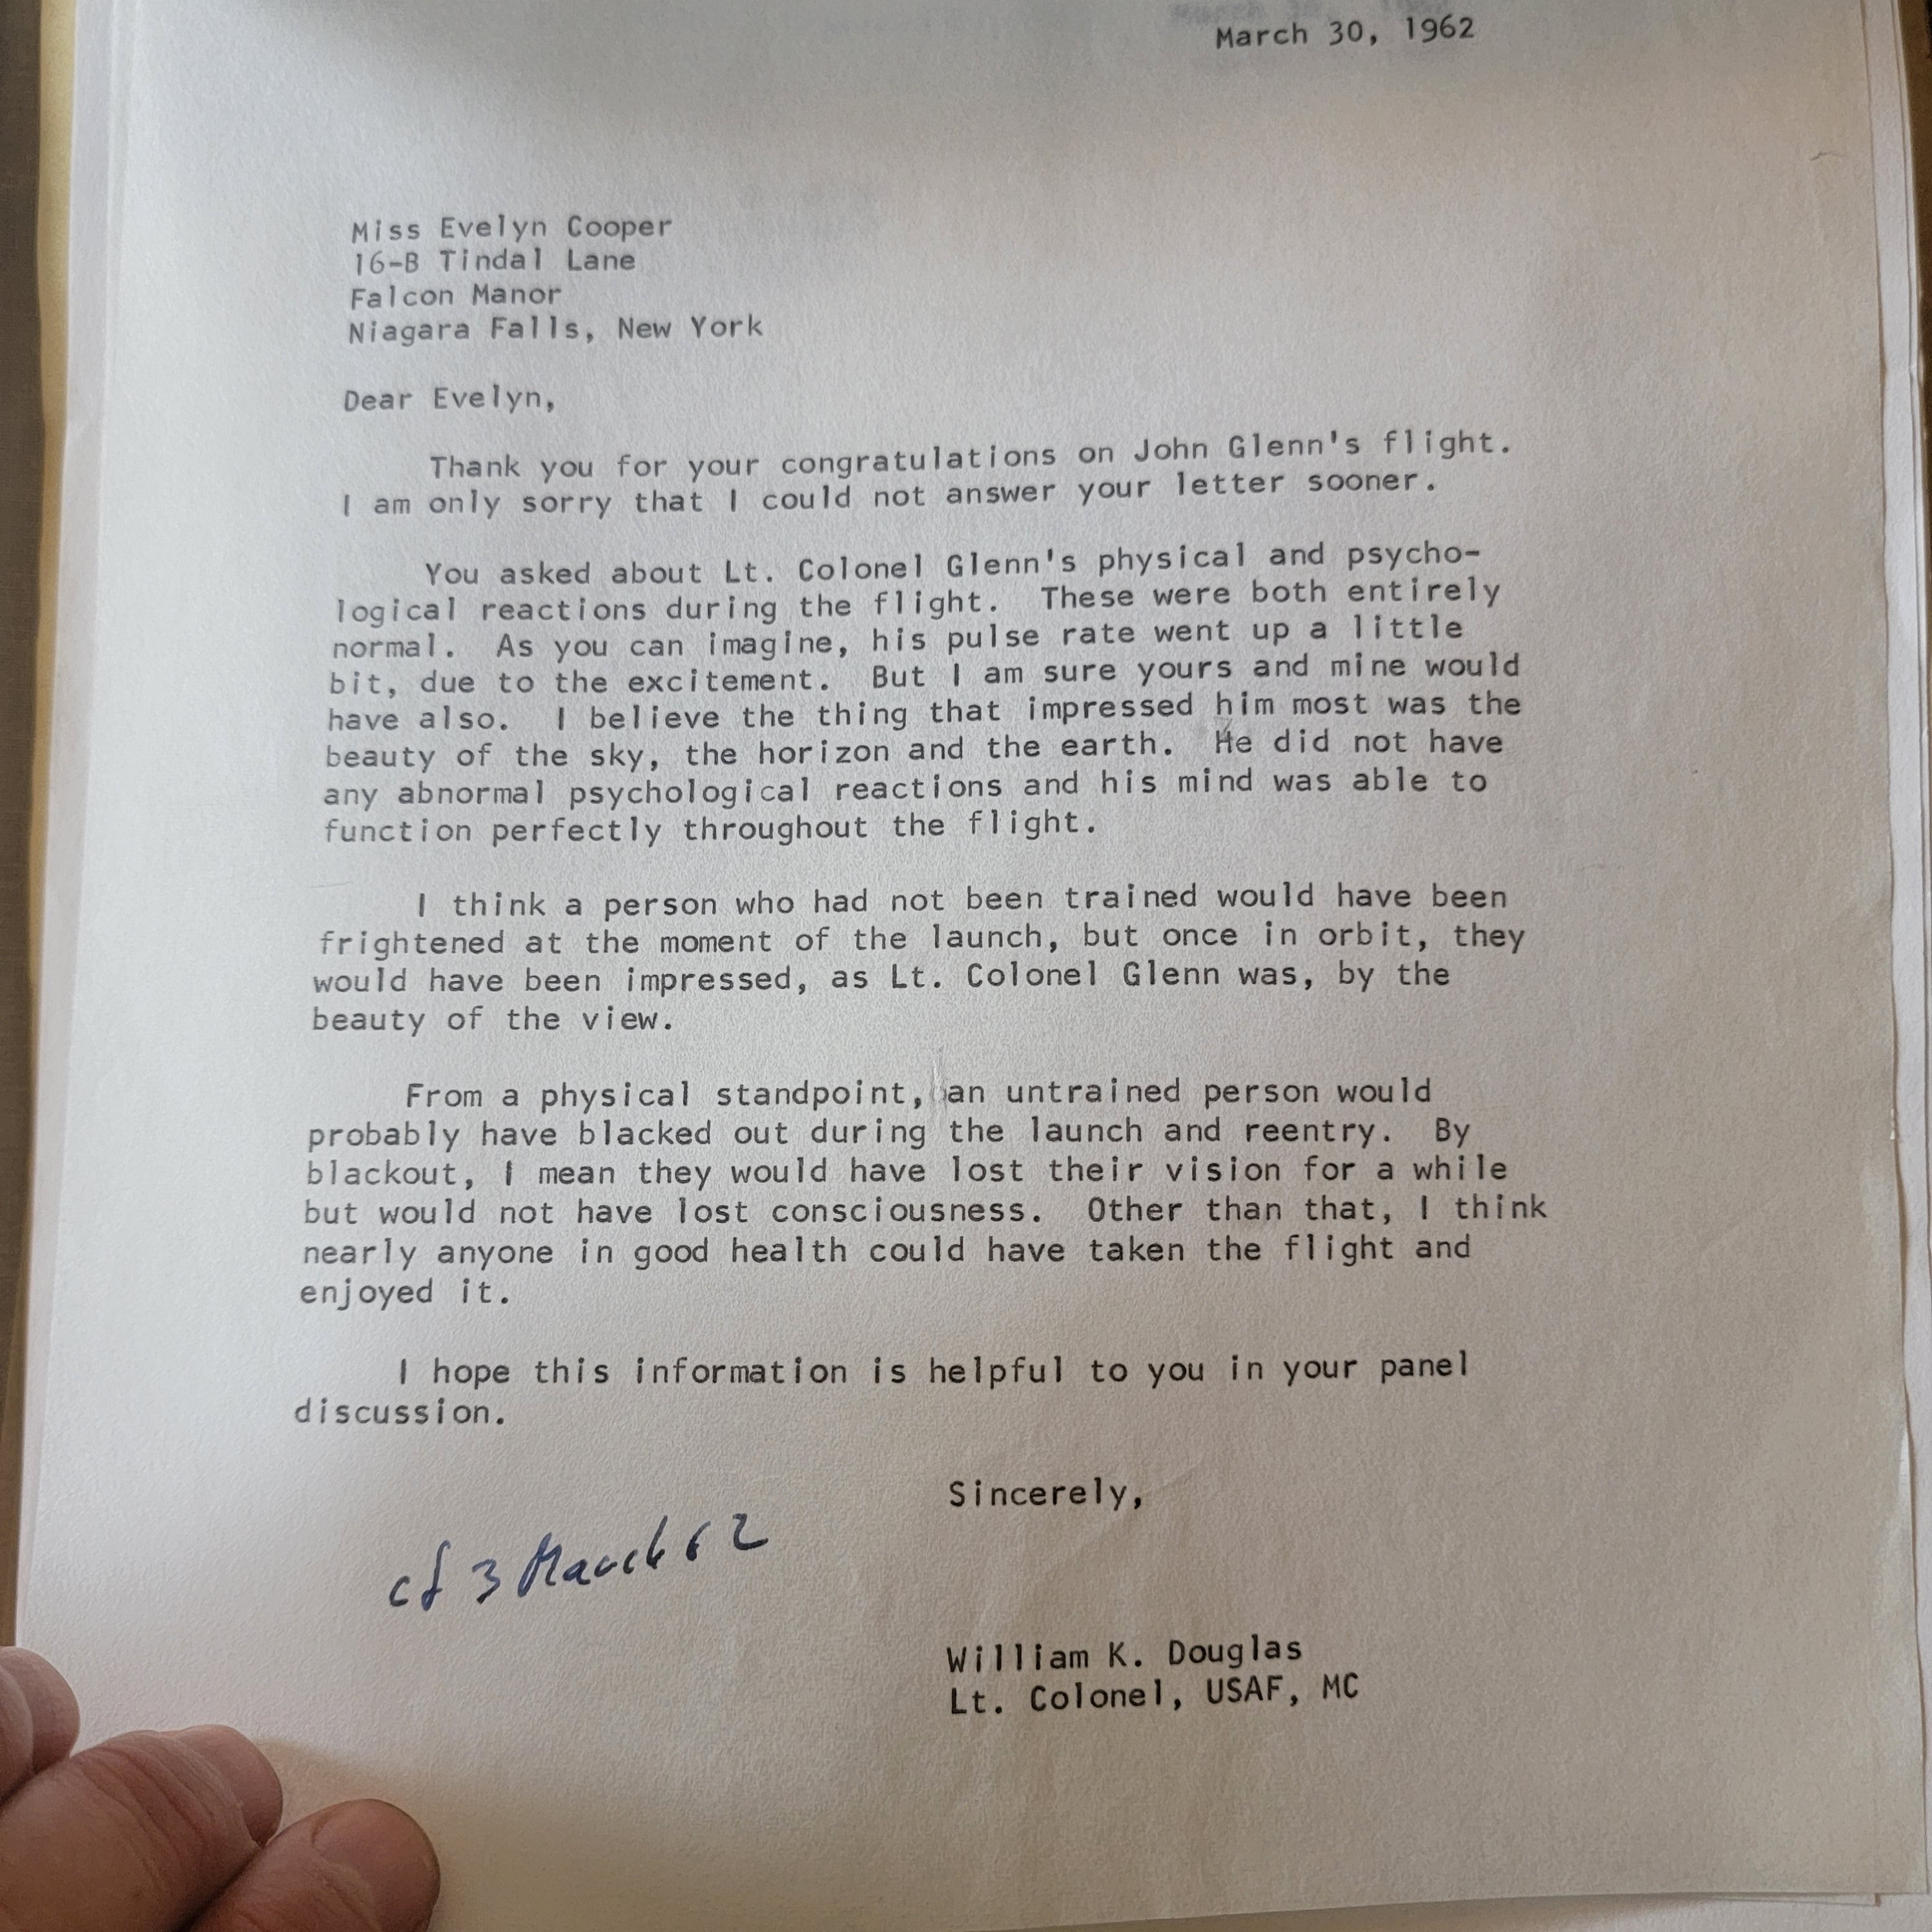 March 30, 1962
Miss Evelyn Cooper
16-B Tindal Lane
Falcon Manor
Niagara Falls, New York
Dear Evelyn,
Thank you for your congratulations on John Glenn's flight.
I am only sorry that I could not answer your letter sooner.
You asked about Lt. Colonel Glenn's physical and psycho-
logical reactions during the flight. These were both entirely
normal. As you can imagine, his pulse rate went up a little
bit, due to the excitement. But I am sure yours and mine would
have also. I believe the thing that impressed him most was the
beauty of the sky, the horizon and the earth. He did not have
any abnormal psychological reactions and his mind was able to
function perfectly throughout the flight.
I think a person who had not been trained would have been
frightened at the moment of the launch, but once in orbit, they
would have been impressed, as Lt. Colonel Glenn was, by the
beauty of the view.
From a physical standpoint, an untrained person would
probably have blacked out during the launch and reentry. By
blackout, I mean they would have lost their vision for a while
but would not have lost consciousness. Other than that, I think
nearly anyone in good health could have taken the flight and
enjoyed it.
I hope this information is helpful to you in your panel
discussion.
Sincerely,
cf 3 March 62
William K. Douglas
Lt. Colonel, USAF, MC